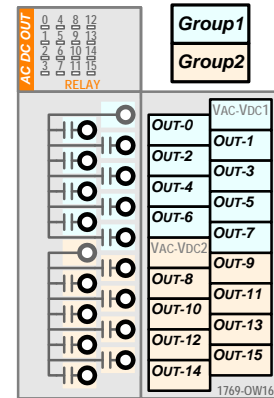 AC DC OUT
0 4 8 12
1 5 9 13
2 6 10 14
3 7 11 15
RELAY
Group1
Group2
VAC-VDC1
OUT-0
OUT-1
OUT-2
OUT-3
OUT-4
OUT-5
OUT-6
OUT-7
VAC-VDC2
OUT-9
OUT-8
OUT-11
OUT-10
OUT-13
OUT-12
OUT-15
OUT-14
1769-OW16